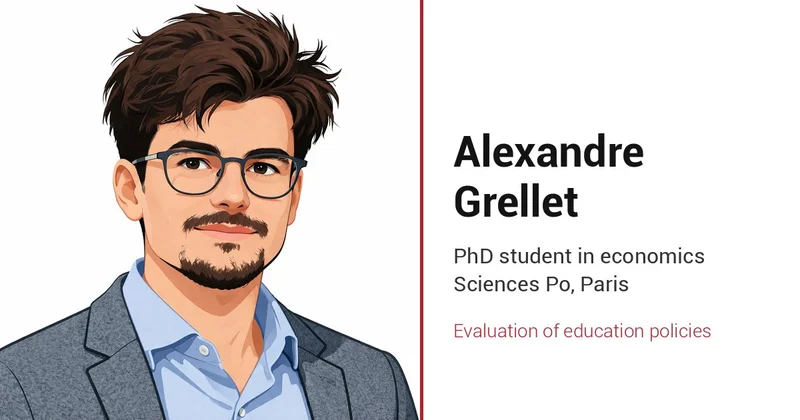 Alexandre
Grellet
PhD student in economics
Sciences Po, Paris
Evaluation of education policies